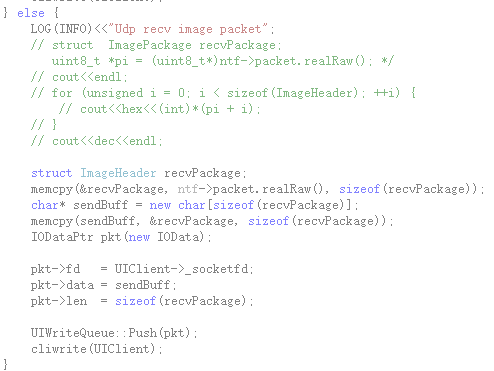 } else {
    LOG(INFO)<<"Udp recv image packet";
    // struct  ImagePackage recvPackage;
       uint8_t *pi = (uint8_t*)ntf->packet.realRaw(); */
    // cout<<endl;
    // for (unsigned i = 0; i < sizeof(ImageHeader); ++i) {
        // cout<<hex<<(int)*(pi + i);
    // }
    // cout<<dec<<endl;

    struct ImageHeader recvPackage;
    memcpy(&recvPackage, ntf->packet.realRaw(), sizeof(recvPackage));
    char* sendBuff = new char[sizeof(recvPackage)];
    memcpy(sendBuff, &recvPackage, sizeof(recvPackage));
    IODataPtr pkt(new IOData);

    pkt->fd   = UIClient->_socketfd;
    pkt->data = sendBuff;
    pkt->len  = sizeof(recvPackage);

    UIWriteQueue::Push(pkt);
    cliwrite(UIClient);
}